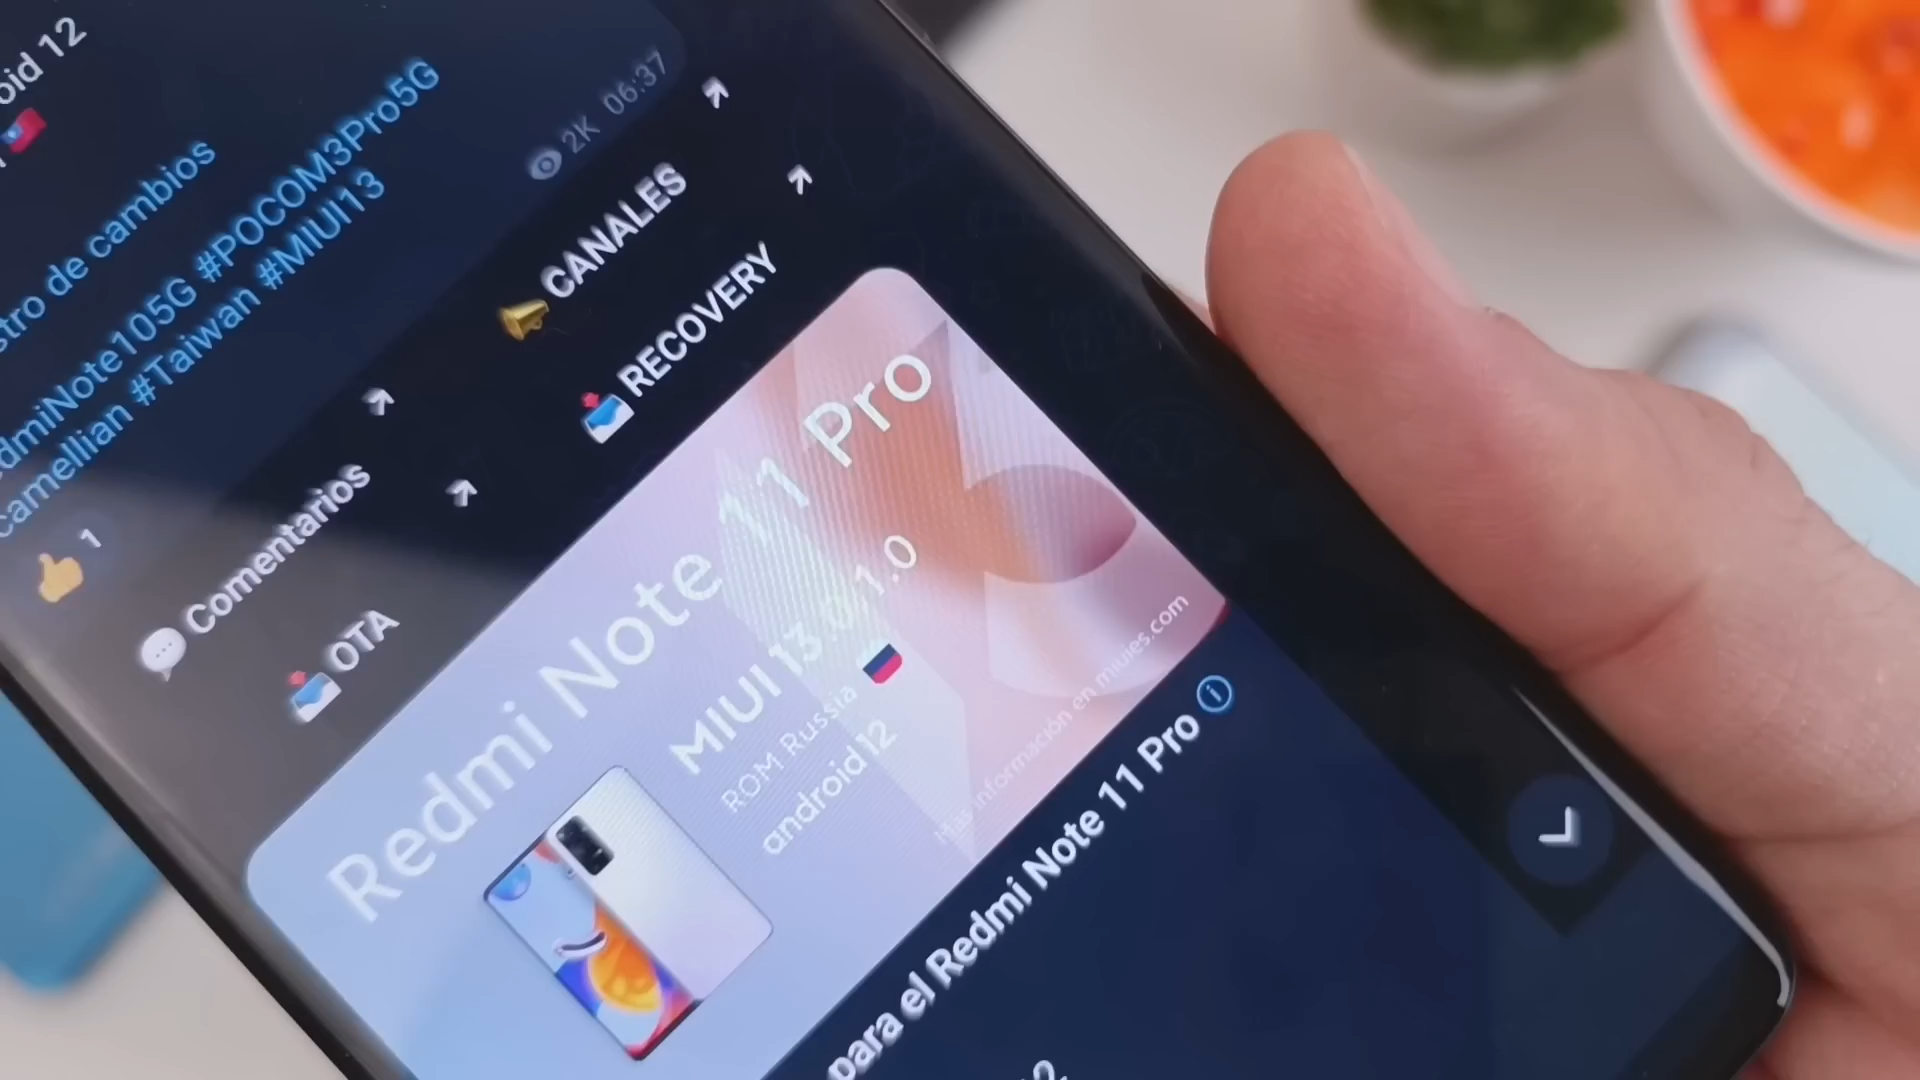 oid 12
stro de cambios
dmiNote105G #POCOM3Pro5G
camellian #Taiwan #MIUI13
1
2K 06:37
Comentarios
CANALES
OTA
RECOVERY
Redmi Note 11 Pro
MIUI 13.0.1.0
ROM Russia
android 12
Más información en miuies.com
para el Redmi Note 11 Pro